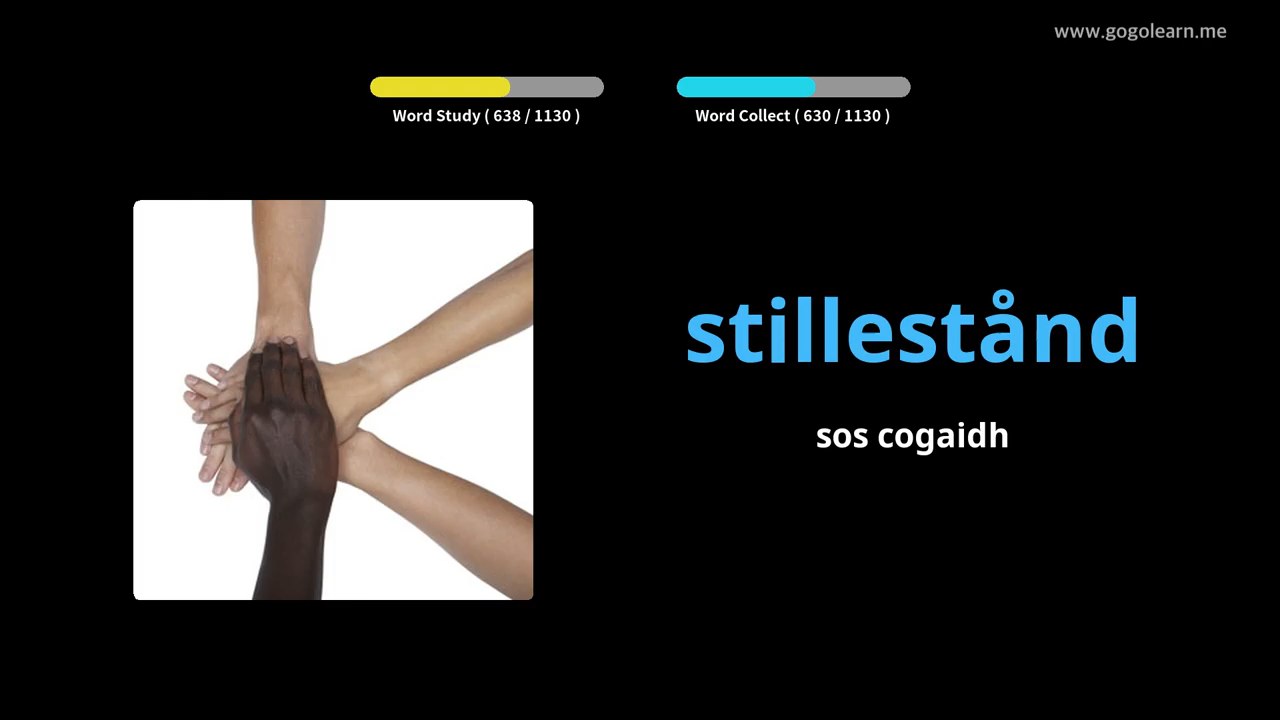 www.gogolearn.me
Word Study ( 638 / 1130 )
Word Collect ( 630 / 1130 )
stillestånd
sos cogaidh